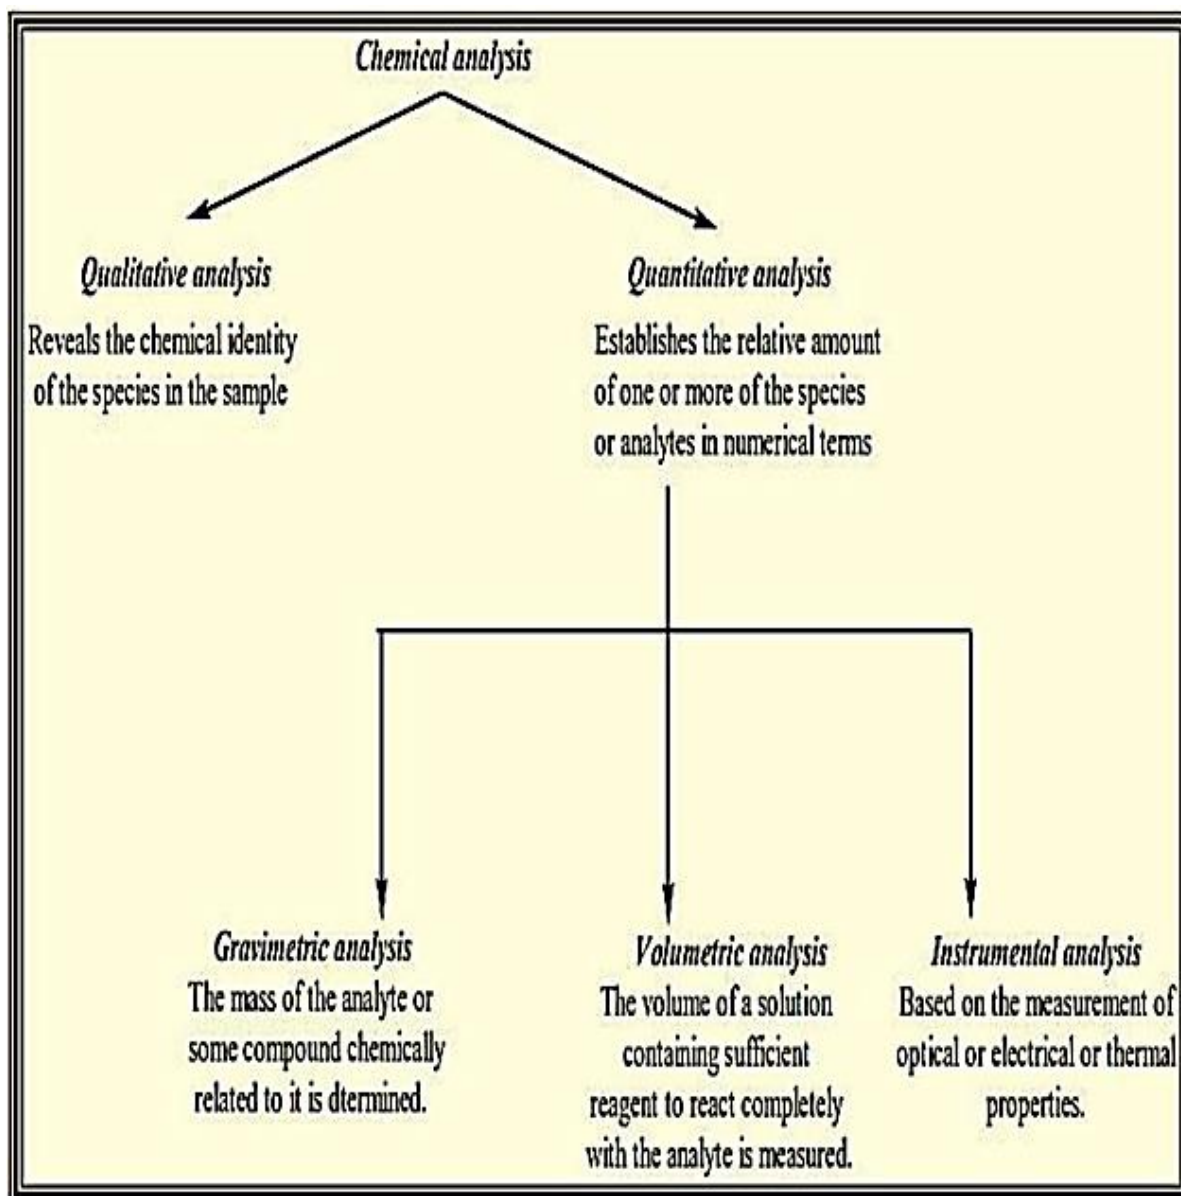 Chemical analysis
Qualitative analysis
Reveals the chemical identity
of the species in the sample
Quantitative analysis
Establishes the relative amount
of one or more of the species
or analytes in numerical terms
Gravimetric analysis
The mass of the analyte or
some compound chemically
related to it is dtermined.
Volumetric analysis
The volume of a solution
containing sufficient
reagent to react completely
with the analyte is measured.
Instrumental analysis
Based on the measurement of
optical or electrical or thermal
properties.